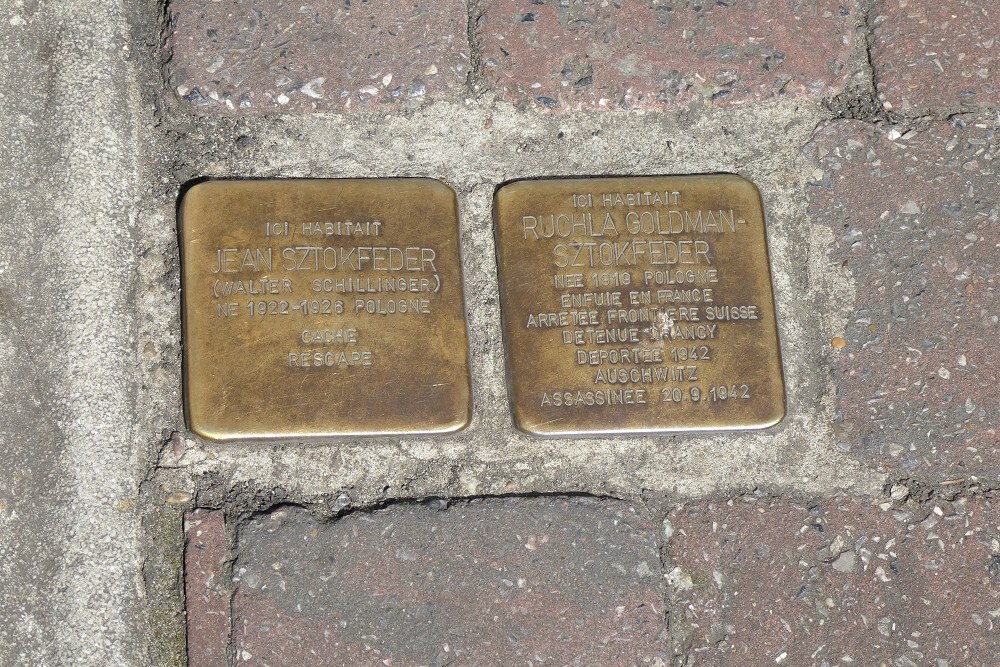 ICI HABITAIT
JEAN SZTOKFEDER
(WALTER SCHILLINGER)
NE 1922-1926 POLOGNE
CACHE
RESCAPE
ICI HABITAIT
RUCHLA GOLDMAN-
SZTOKFEDER
NEE 1919 POLOGNE
ENFUIE EN FRANCE
ARRETEE/FRONTIERE SUISSE
DETENUE DRANCY
DEPORTEE 1942
AUSCHWITZ
ASSASSINEE 20.9.1942